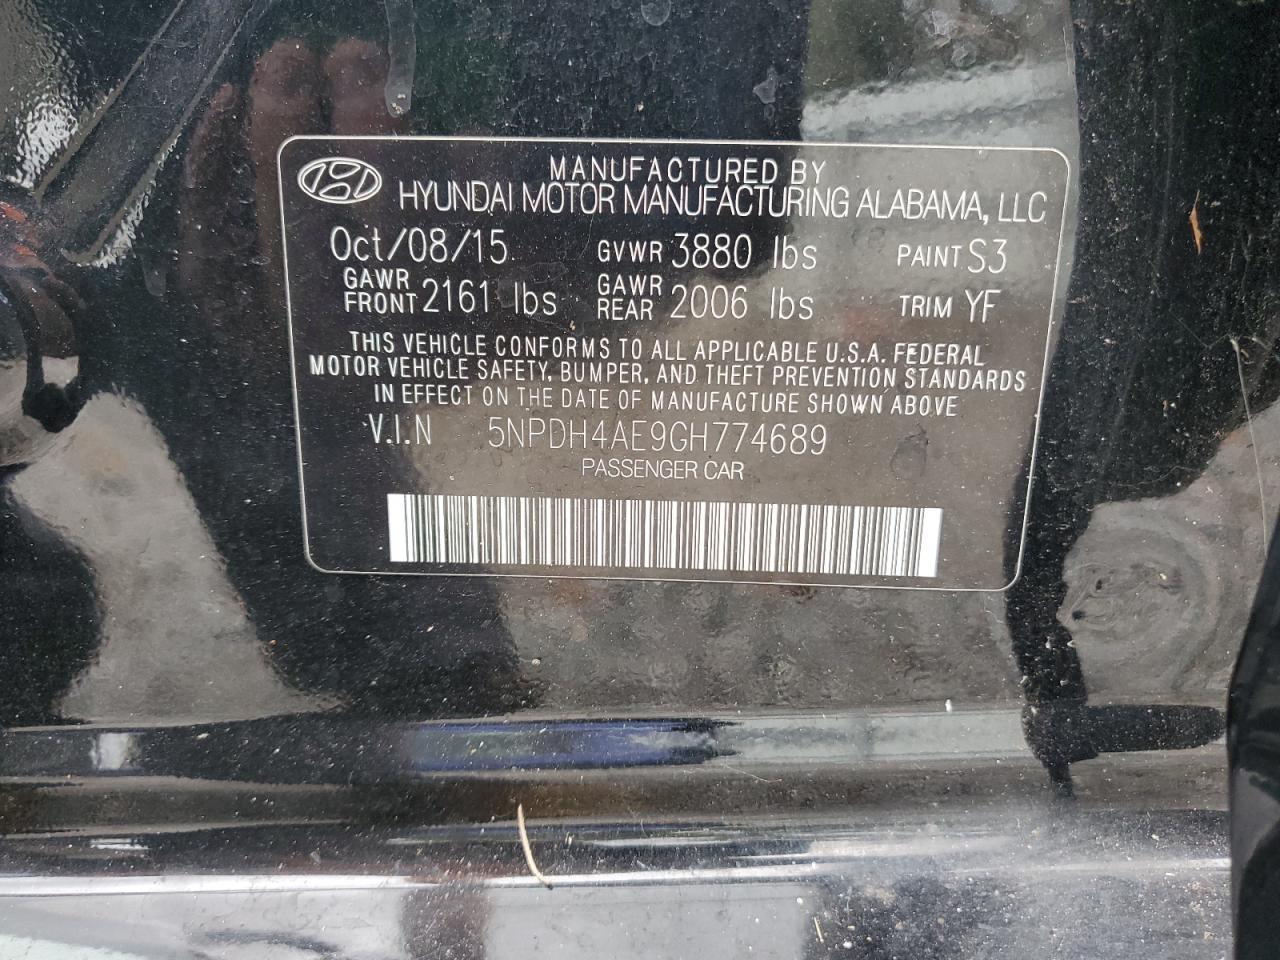 MANUFACTURED BY
HYUNDAI MOTOR MANUFACTURING ALABAMA, LLC
Oct/08/15 GVWR 3880 lbs PAINT S3
GAWR FRONT 2161 lbs GAWR REAR 2006 lbs TRIM YF
THIS VEHICLE CONFORMS TO ALL APPLICABLE U.S.A. FEDERAL
MOTOR VEHICLE SAFETY, BUMPER, AND THEFT PREVENTION STANDARDS
IN EFFECT ON THE DATE OF MANUFACTURE SHOWN ABOVE
V.I.N 5NPDH4AE9GH774689
PASSENGER CAR